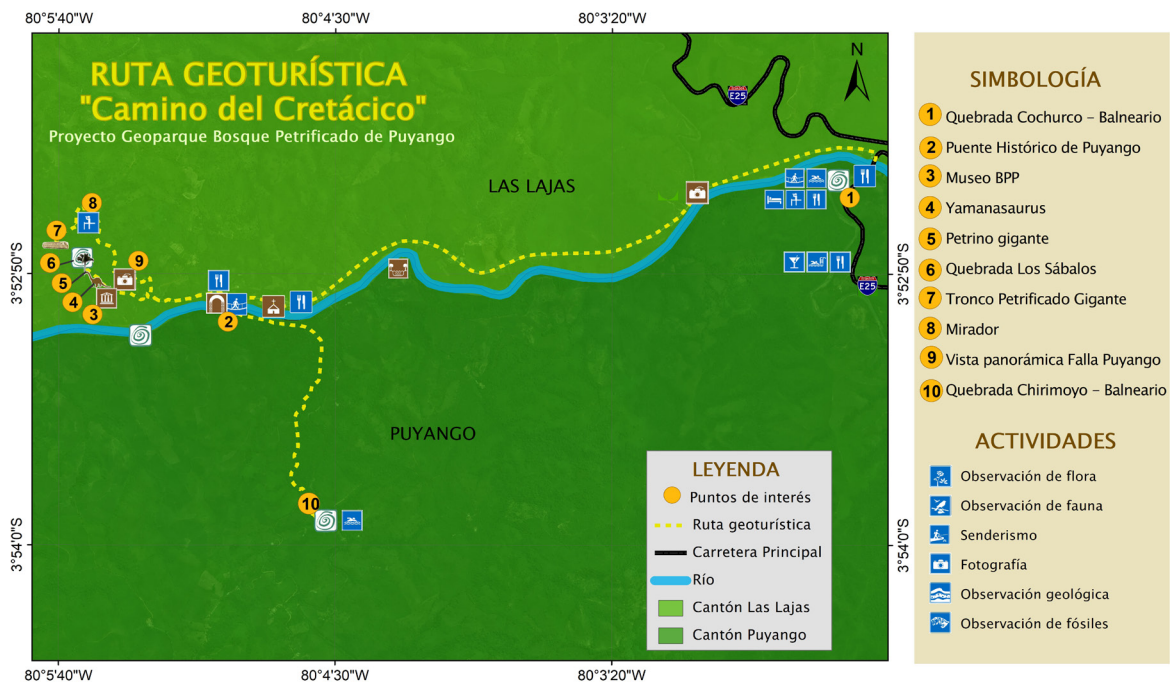 80°5'40"W
80°4'30"W
80°3'20"W
RUTA GEOTURÍSTICA
"Camino del Cretácico"
Proyecto Geoparque Bosque Petrificado de Puyango
N
E25
LAS LAJAS
8
7
9
6
5
4
3
2
1
10
E25
PUYANGO
3°52'50"S
3°52'50"S
3°54'0"S
3°54'0"S
LEYENDA
Puntos de interés
Ruta geoturística
Carretera Principal
Río
Cantón Las Lajas
Cantón Puyango
80°5'40"W
80°4'30"W
80°3'20"W
SIMBOLOGÍA
1 Quebrada Cochurco – Balneario
2 Puente Histórico de Puyango
3 Museo BPP
4 Yamanasaurus
5 Petrino gigante
6 Quebrada Los Sábalos
7 Tronco Petrificado Gigante
8 Mirador
9 Vista panorámica Falla Puyango
10 Quebrada Chirimoyo – Balneario
ACTIVIDADES
Observación de flora
Observación de fauna
Senderismo
Fotografía
Observación geológica
Observación de fósiles